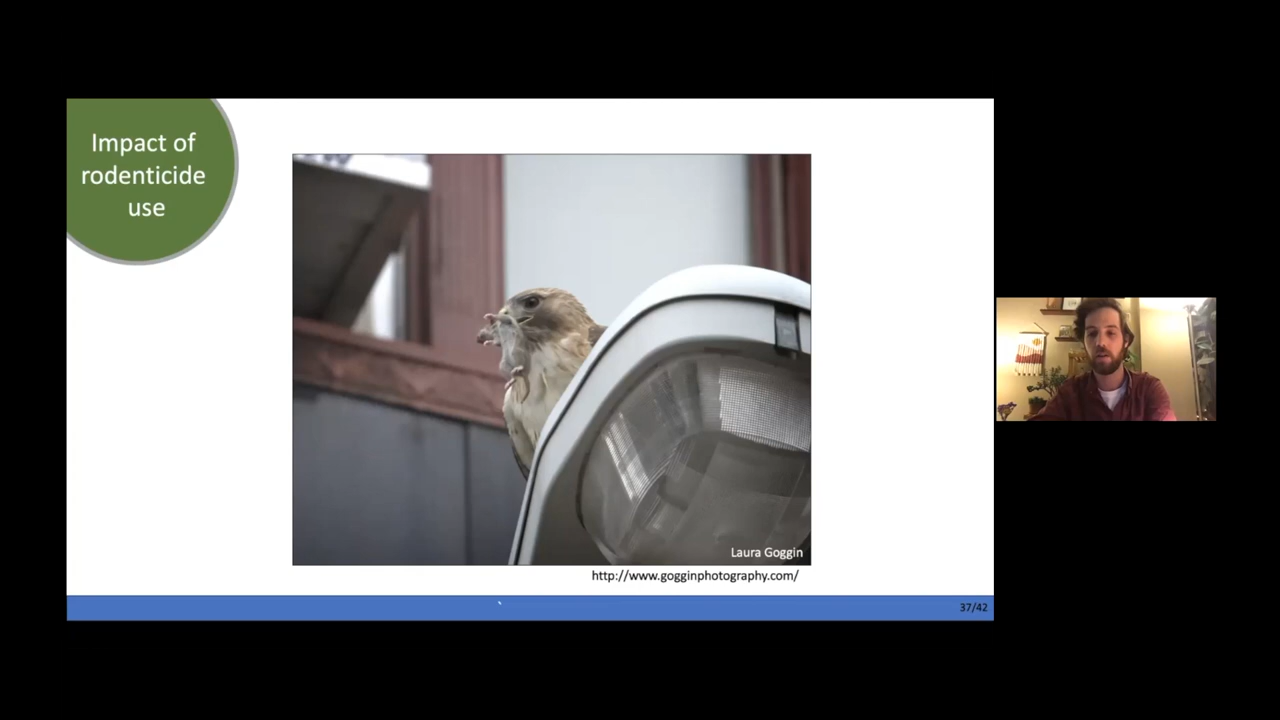 Impact of
rodenticide
use
Laura Goggin
http://www.gogginphotography.com/
37/42